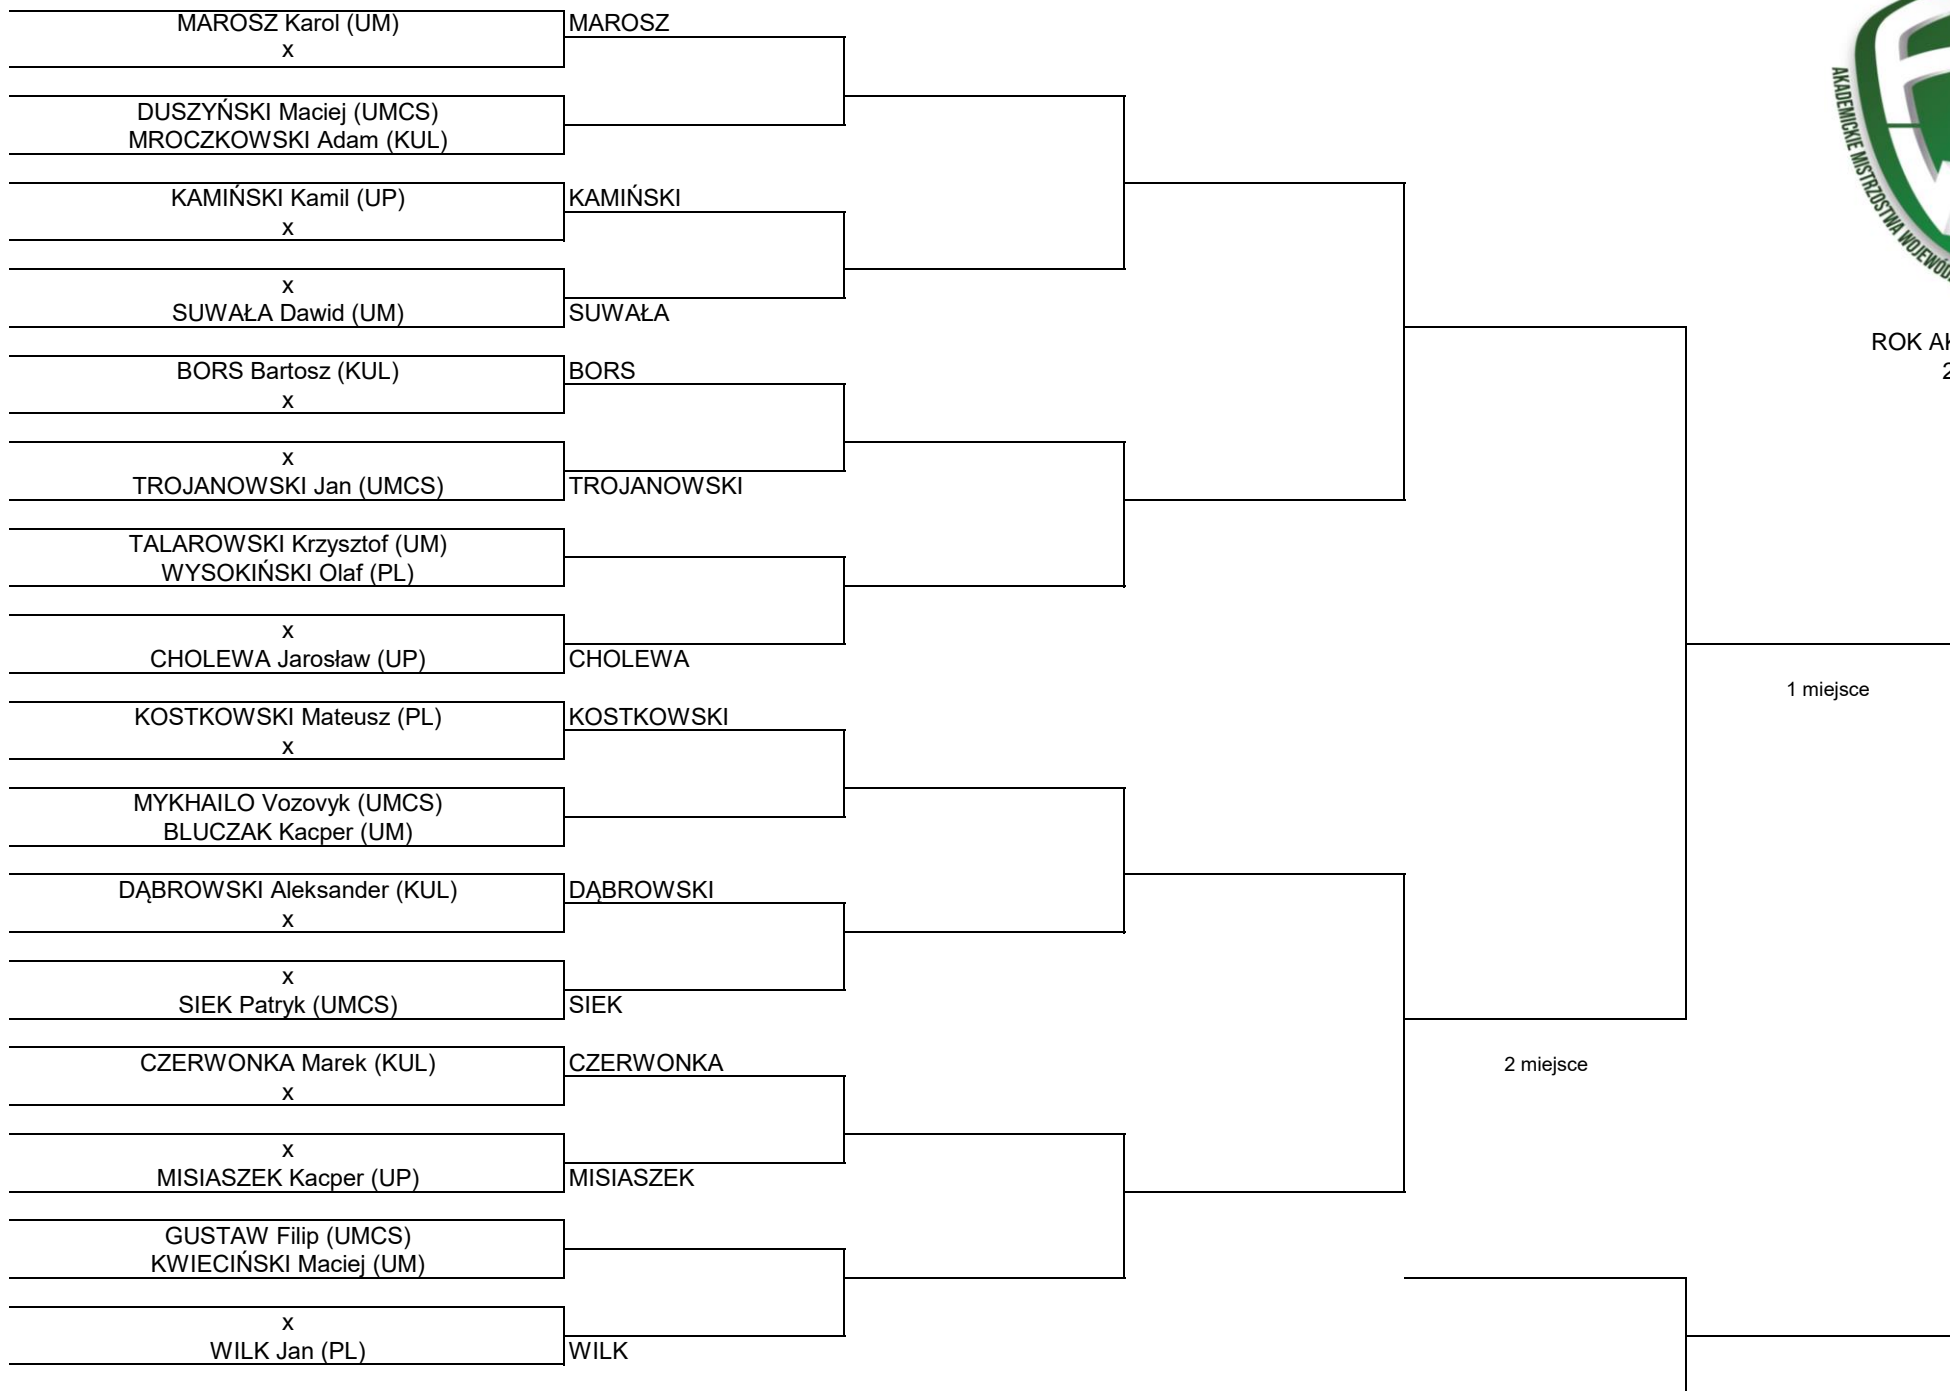 MAROSZ Karol (UM)
MAROSZ
x
DUSZYŃSKI Maciej (UMCS)
MROCZKOWSKI Adam (KUL)
KAMIŃSKI Kamil (UP)
KAMIŃSKI
x
x
SUWAŁA Dawid (UM)
SUWAŁA
BORS Bartosz (KUL)
BORS
x
x
TROJANOWSKI Jan (UMCS)
TROJANOWSKI
TALAROWSKI Krzysztof (UM)
WYSOKIŃSKI Olaf (PL)
x
CHOLEWA Jarosław (UP)
CHOLEWA
KOSTKOWSKI Mateusz (PL)
KOSTKOWSKI
x
MYKHAILO Vozovyk (UMCS)
BLUCZAK Kacper (UM)
DĄBROWSKI Aleksander (KUL)
DĄBROWSKI
x
x
SIEK Patryk (UMCS)
SIEK
CZERWONKA Marek (KUL)
CZERWONKA
x
x
MISIASZEK Kacper (UP)
MISIASZEK
GUSTAW Filip (UMCS)
KWIECIŃSKI Maciej (UM)
x
WILK Jan (PL)
WILK
2 miejsce
1 miejsce
AKADEMICKIE MISTRZOSTWA
ROK
2